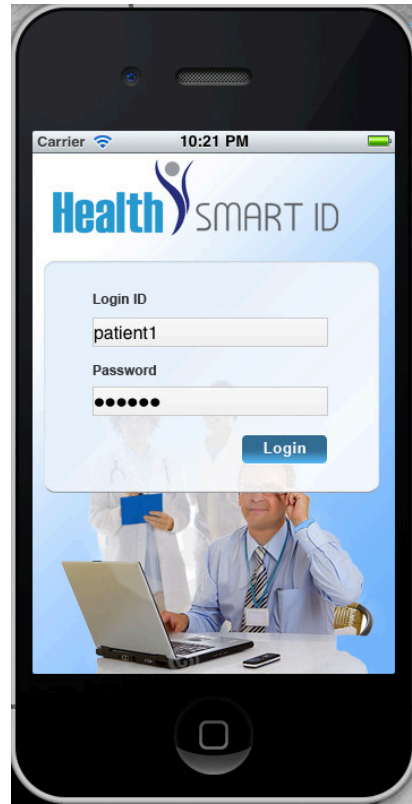 Carrier 10:21 PM
Health SMART ID
Login ID
patient1
Password
●●●●●●
Login